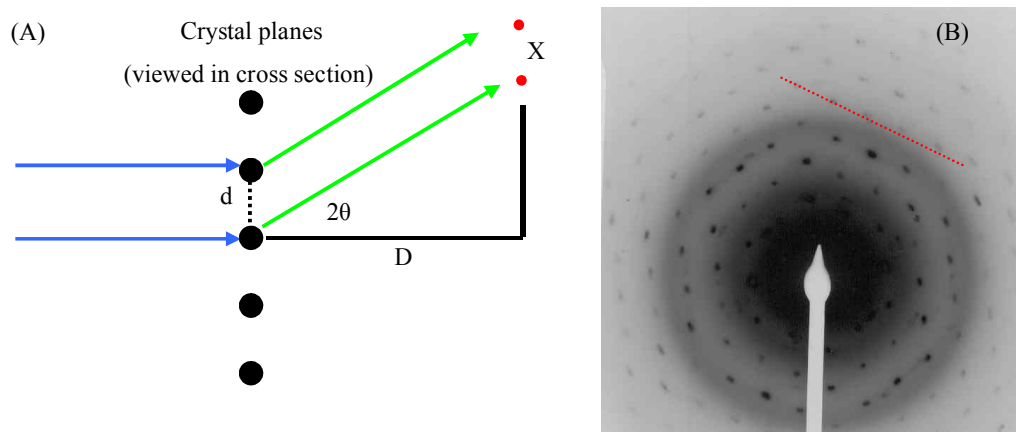 (A)
Crystal planes
(viewed in cross section)
X
d
2θ
D
(B)